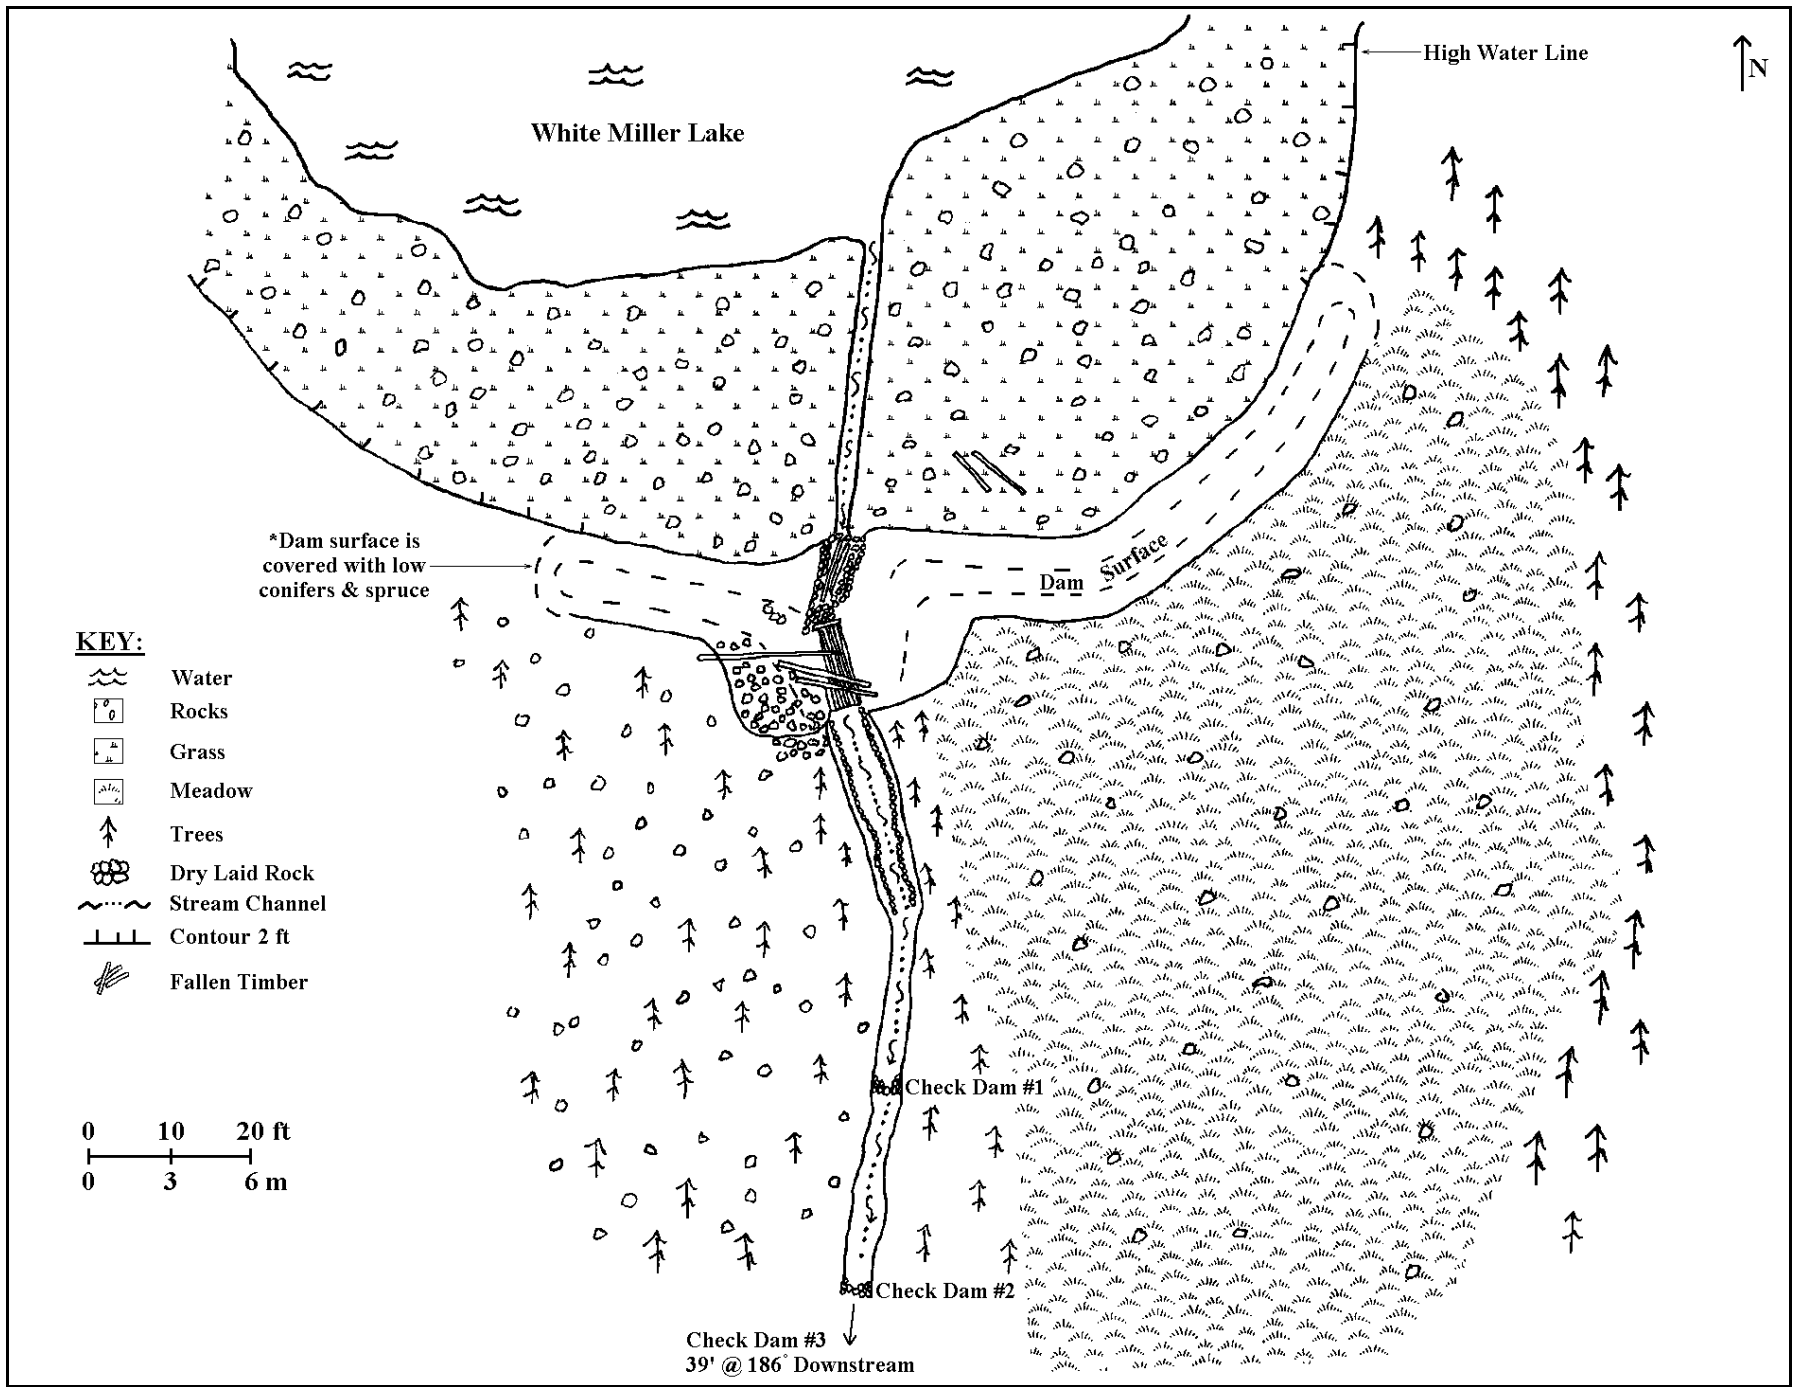 High Water Line
N
White Miller Lake
*Dam surface is
covered with low
conifers & spruce
Dam Surface
KEY:
Water
Rocks
Grass
Meadow
Trees
Dry Laid Rock
Stream Channel
Contour 2 ft
Fallen Timber
0 10 20 ft
0 3 6 m
Check Dam #1
Check Dam #2
Check Dam #3
39' @ 186° Downstream